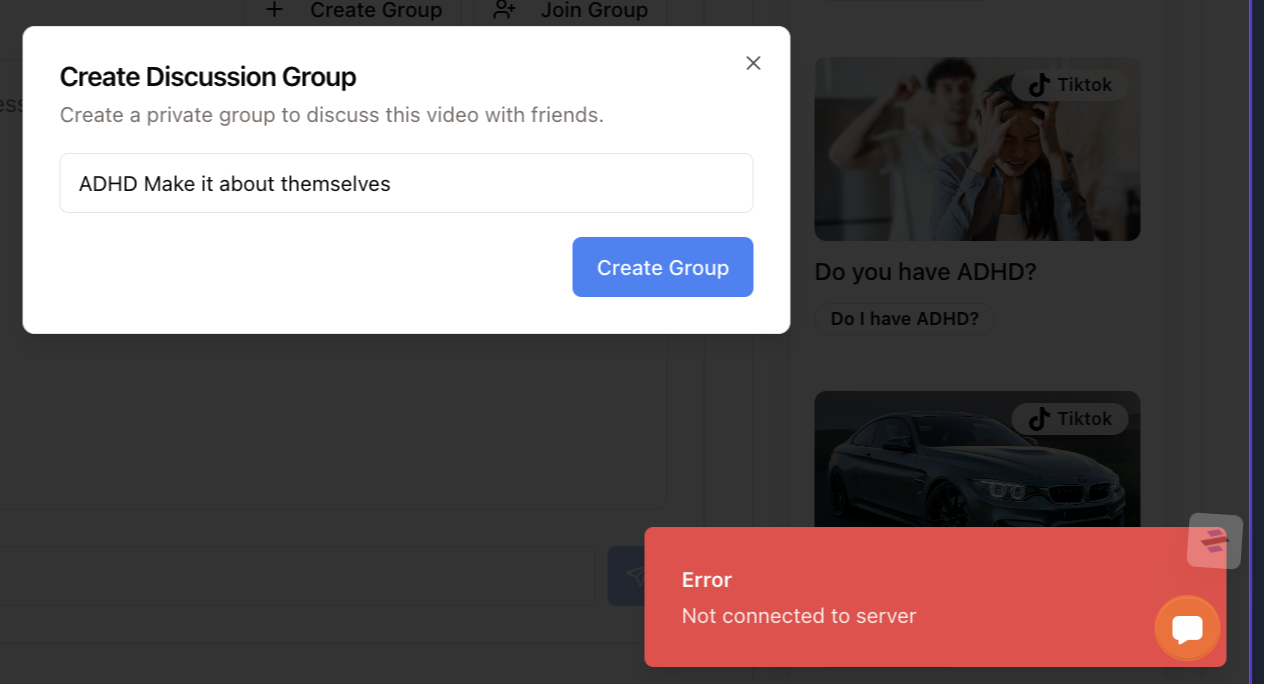 Create Group
Join Group
Create Discussion Group
Create a private group to discuss this video with friends.
ADHD Make it about themselves
Create Group
Tiktok
Do you have ADHD?
Do I have ADHD?
Tiktok
Error
Not connected to server